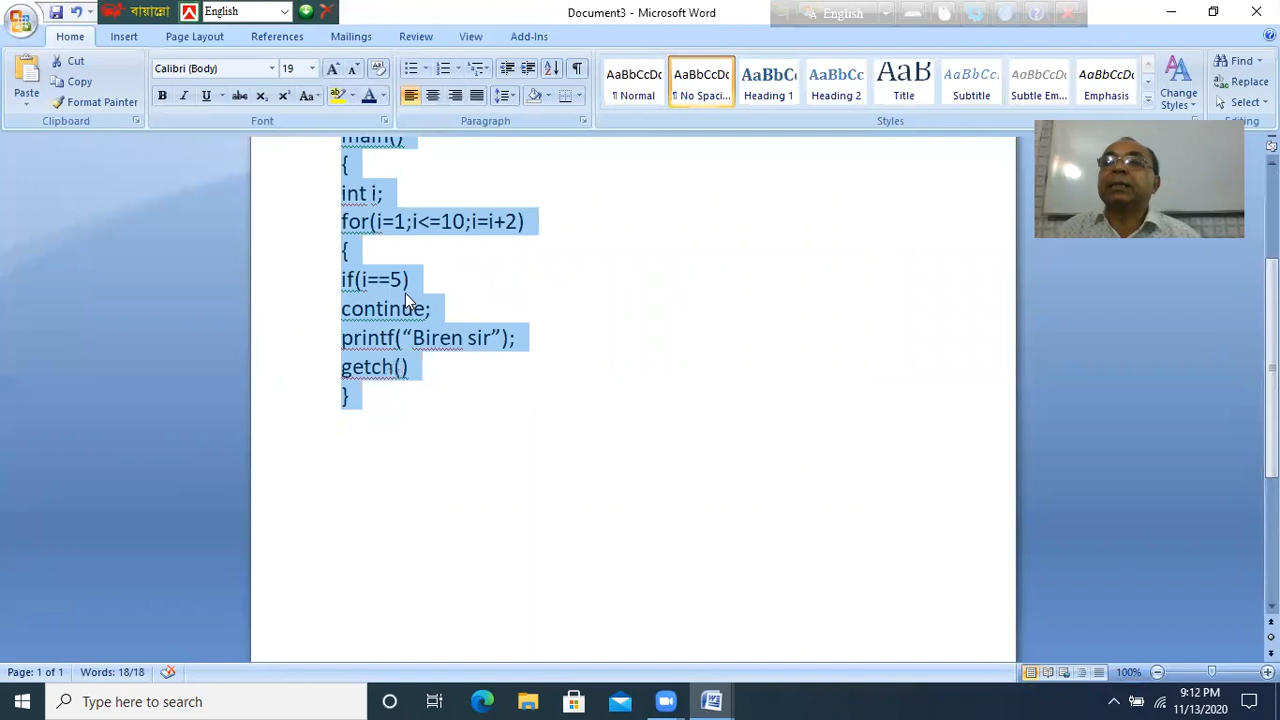 বায়ান্নো English
Document3 - Microsoft Word
English
Home Insert Page Layout References Mailings Review View Add-Ins
Paste
Cut
Copy
Format Painter
Clipboard
Calibri (Body) 19
Font
Paragraph
AaBbCcDc AaBbCcDc AaBbCc AaBbCc AaB AaBbCc. AaBbCcDc AaBbCcDc
¶ Normal ¶ No Spaci... Heading 1 Heading 2 Title Subtitle Subtle Em... Emphasis
Change
Styles
Styles
Find
Replace
Select
Editing
main()
{
int i;
for(i=1;i<=10;i=i+2)
{
if(i==5)
continue;
printf(“Biren sir”);
getch()
}
Page: 1 of 1 Words: 18/18 100%
Type here to search
9:12 PM
11/13/2020